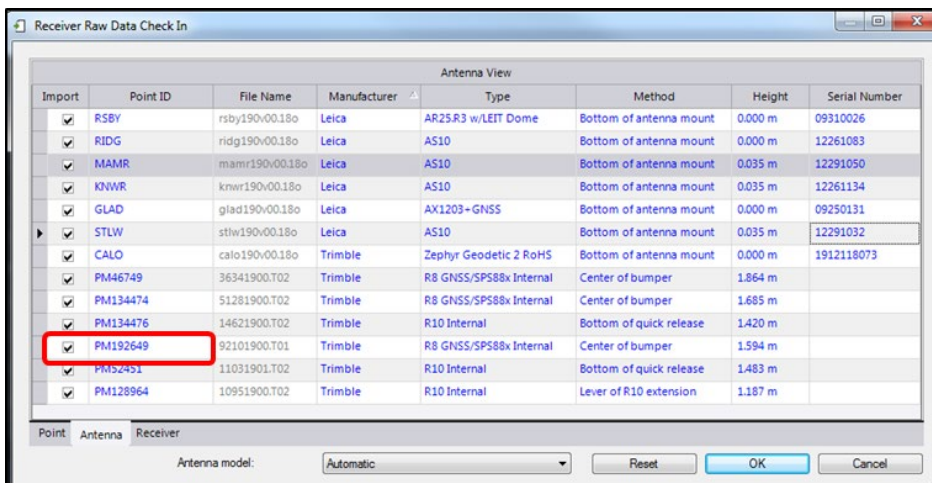 Receiver Raw Data Check In
Antenna View
Import Point ID File Name Manufacturer Type Method Height Serial Number
RSBY rsby190v00.18o Leica AR25.R3 w/LEIT Dome Bottom of antenna mount 0.000 m 09310026
RIDG ridg190v00.18o Leica AS10 Bottom of antenna mount 0.000 m 12261083
MAMR mamr190v00.18o Leica AS10 Bottom of antenna mount 0.035 m 12291050
KNWR knwr190v00.18o Leica AS10 Bottom of antenna mount 0.035 m 12261134
GLAD glad190v00.18o Leica AX1203+GNSS Bottom of antenna mount 0.000 m 09250131
STLW stlw190v00.18o Leica AS10 Bottom of antenna mount 0.035 m 12291032
CALO calo190v00.18o Trimble Zephyr Geodetic 2 RoHS Bottom of antenna mount 0.000 m 1912118073
PM46749 36341900.T02 Trimble R8 GNSS/SPS88x Internal Center of bumper 1.864 m
PM134474 51281900.T02 Trimble R8 GNSS/SPS88x Internal Center of bumper 1.685 m
PM134476 14621900.T02 Trimble R10 Internal Bottom of quick release 1.420 m
PM192649 92101900.T01 Trimble R8 GNSS/SPS88x Internal Center of bumper 1.594 m
PM52451 11031901.T02 Trimble R10 Internal Bottom of quick release 1.483 m
PM128964 10951900.T02 Trimble R10 Internal Lever of R10 extension 1.187 m
Point Antenna Receiver
Antenna model: Automatic Reset OK Cancel